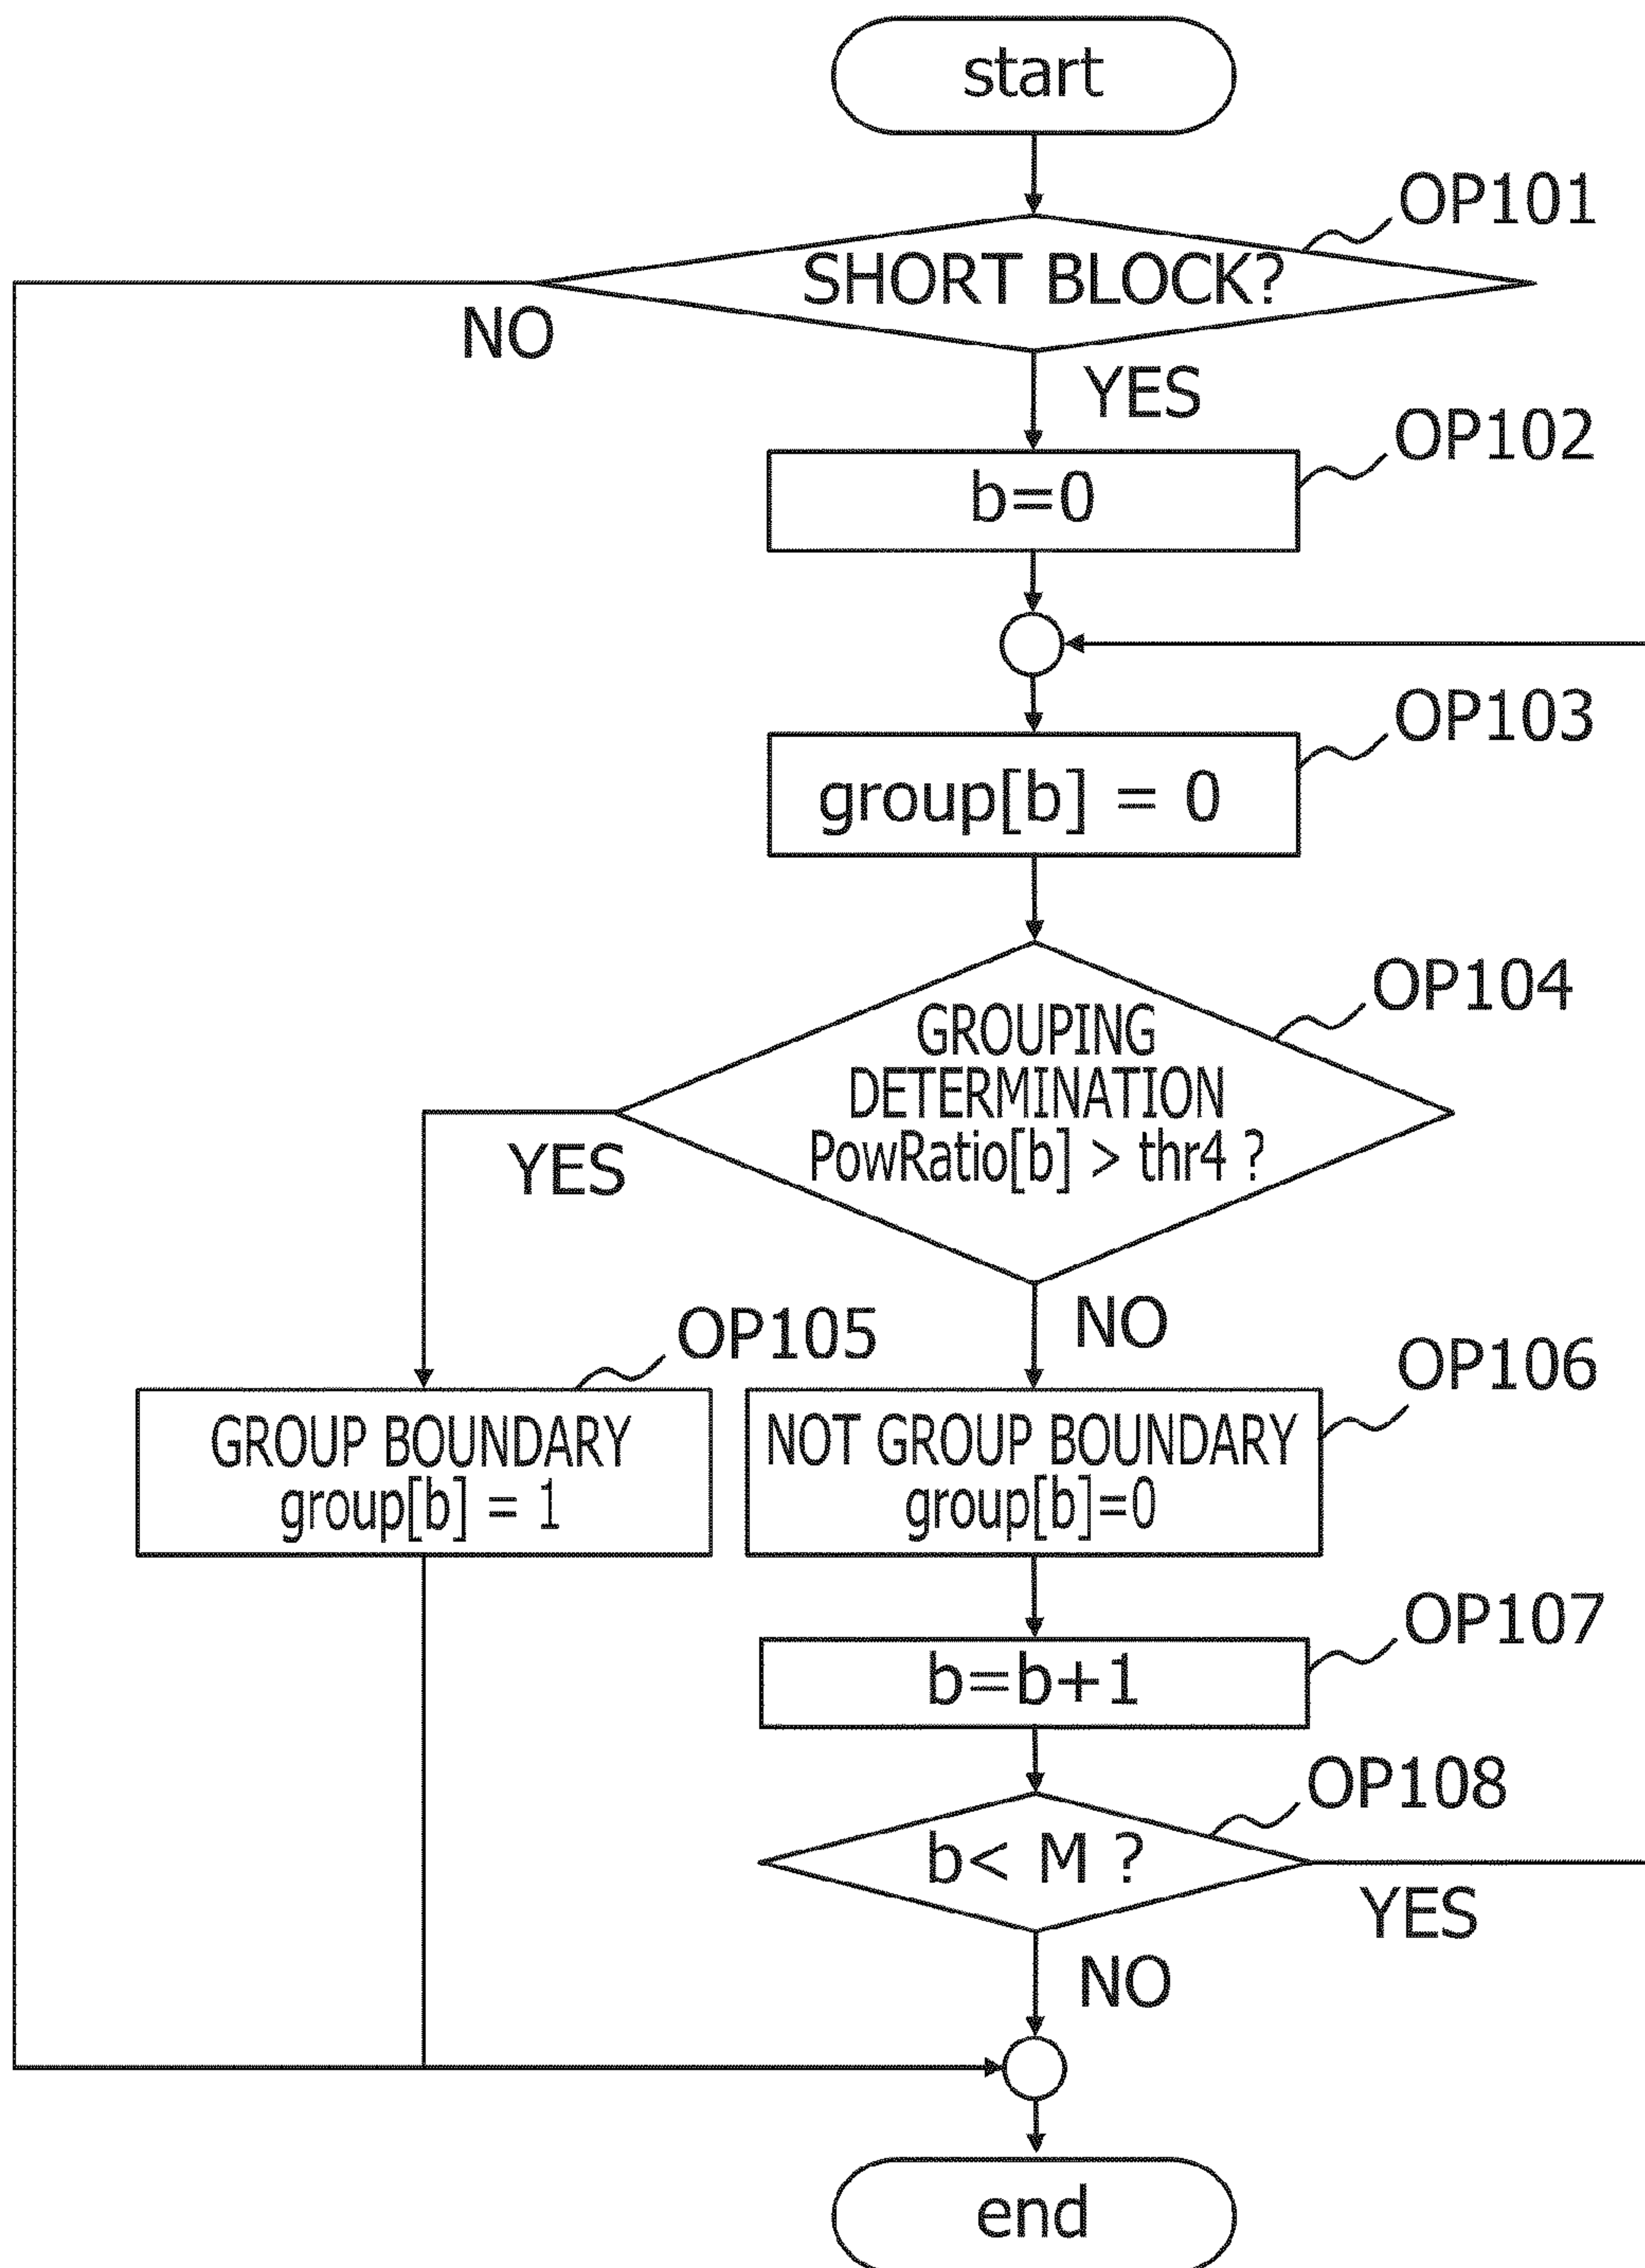 start
OP101
SHORT BLOCK?
NO
YES
OP102
b=0
OP103
group[b] = 0
OP104
GROUPING
DETERMINATION
PowRatio[b] > thr4 ?
YES
NO
OP105
OP106
GROUP BOUNDARY
group[b] = 1
NOT GROUP BOUNDARY
group[b]=0
OP107
b=b+1
OP108
b< M ?
YES
NO
end